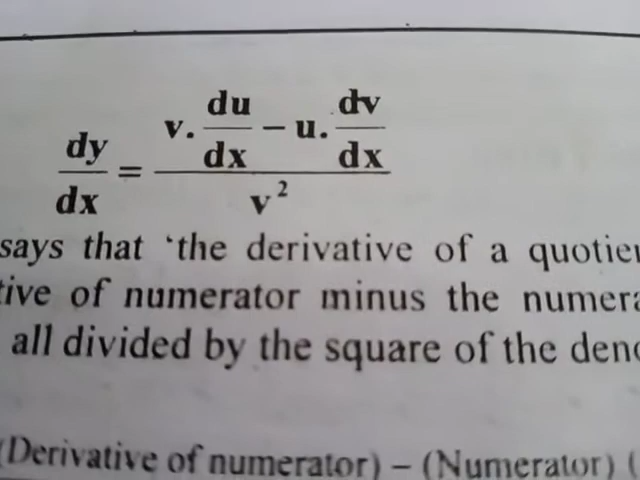 dy/dx = (v. du/dx − u. dv/dx) / v²
says that ‘the derivative of a
of numerator minus the
all divided by the square of the
(Derivative of numerator) – (Numerator) (